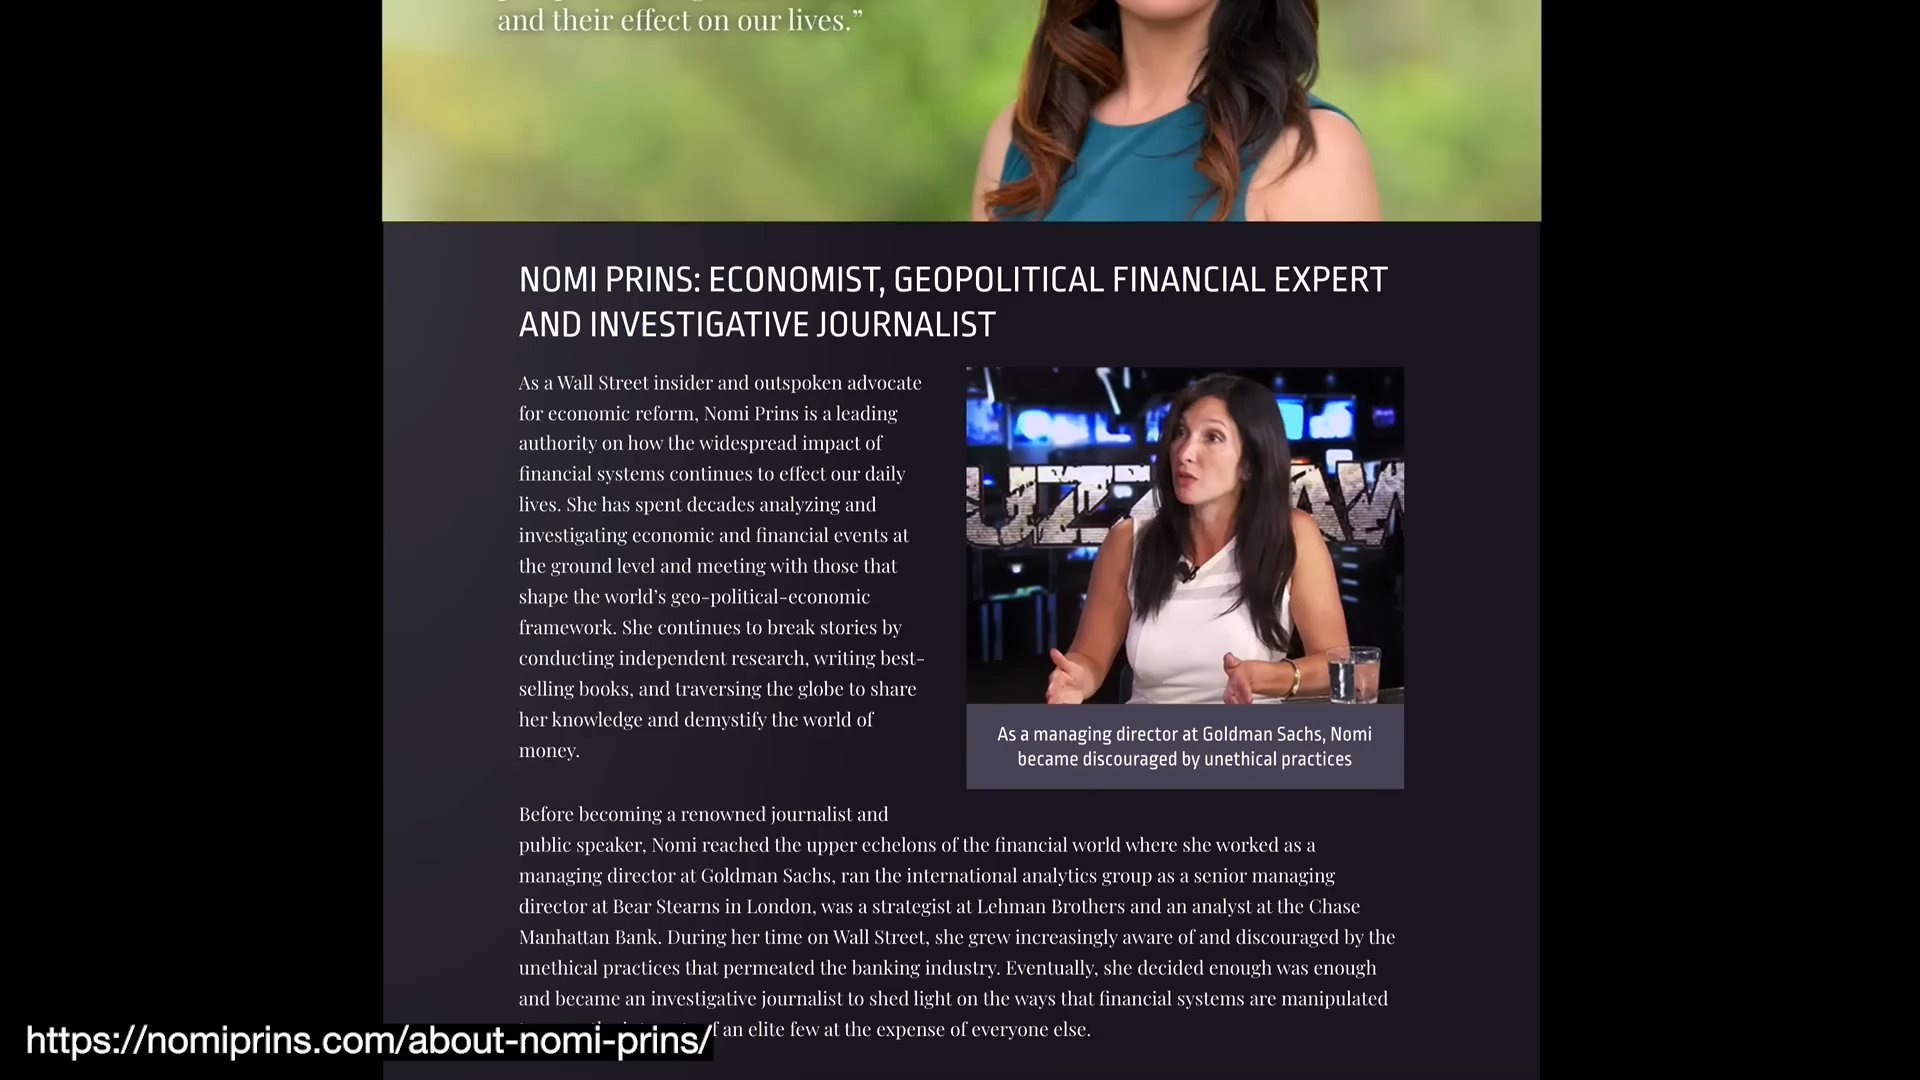 and their effect on our lives.”
NOMI PRINS: ECONOMIST, GEOPOLITICAL FINANCIAL EXPERT
AND INVESTIGATIVE JOURNALIST
As a Wall Street insider and outspoken advocate
for economic reform, Nomi Prins is a leading
authority on how the widespread impact of
financial systems continues to effect our daily
lives. She has spent decades analyzing and
investigating economic and financial events at
the ground level and meeting with those that
shape the world’s geo-political-economic
framework. She continues to break stories by
conducting independent research, writing best-
selling books, and traversing the globe to share
her knowledge and demystify the world of
money.
As a managing director at Goldman Sachs, Nomi
became discouraged by unethical practices
Before becoming a renowned journalist and
public speaker, Nomi reached the upper echelons of the financial world where she worked as a
managing director at Goldman Sachs, ran the international analytics group as a senior managing
director at Bear Stearns in London, was a strategist at Lehman Brothers and an analyst at the Chase
Manhattan Bank. During her time on Wall Street, she grew increasingly aware of and discouraged by the
unethical practices that permeated the banking industry. Eventually, she decided enough was enough
and became an investigative journalist to shed light on the ways that financial systems are manipulated
an elite few at the expense of everyone else.
https://nomiprins.com/about-nomi-prins/